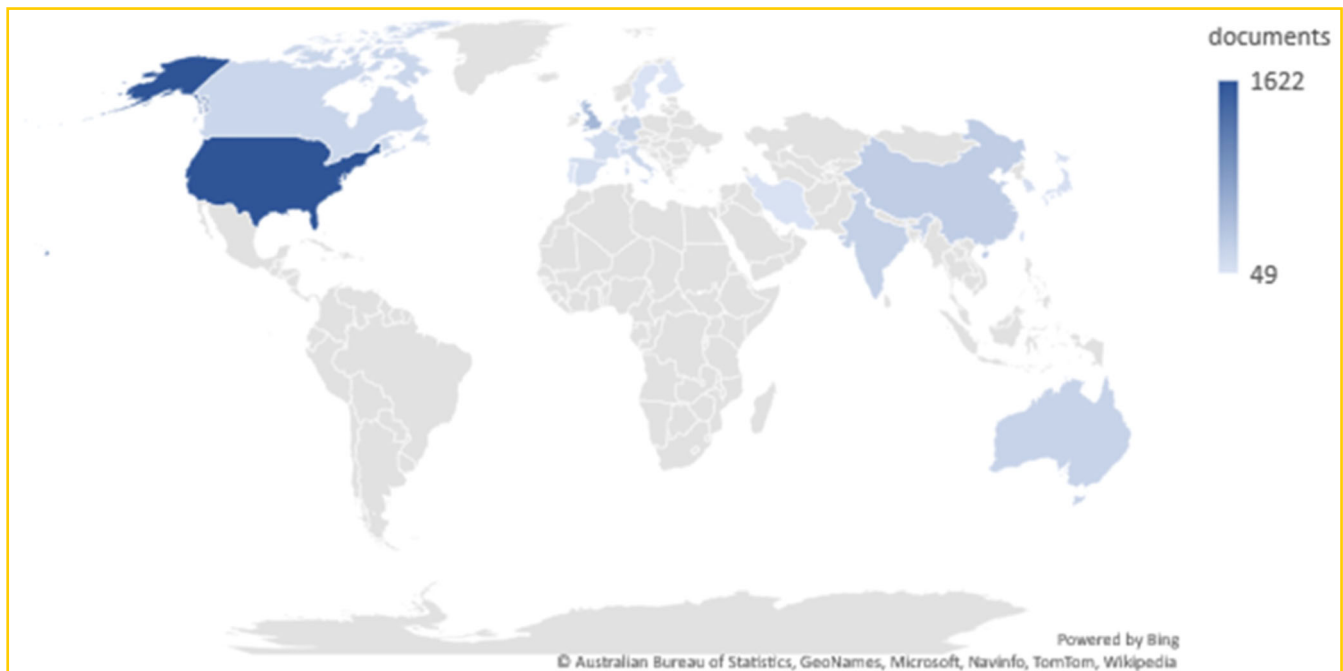 documents
1622
49
Powered by Bing
© Australian Bureau of Statistics, GeoNames, Microsoft, Navinfo, TomTom, Wikipedia